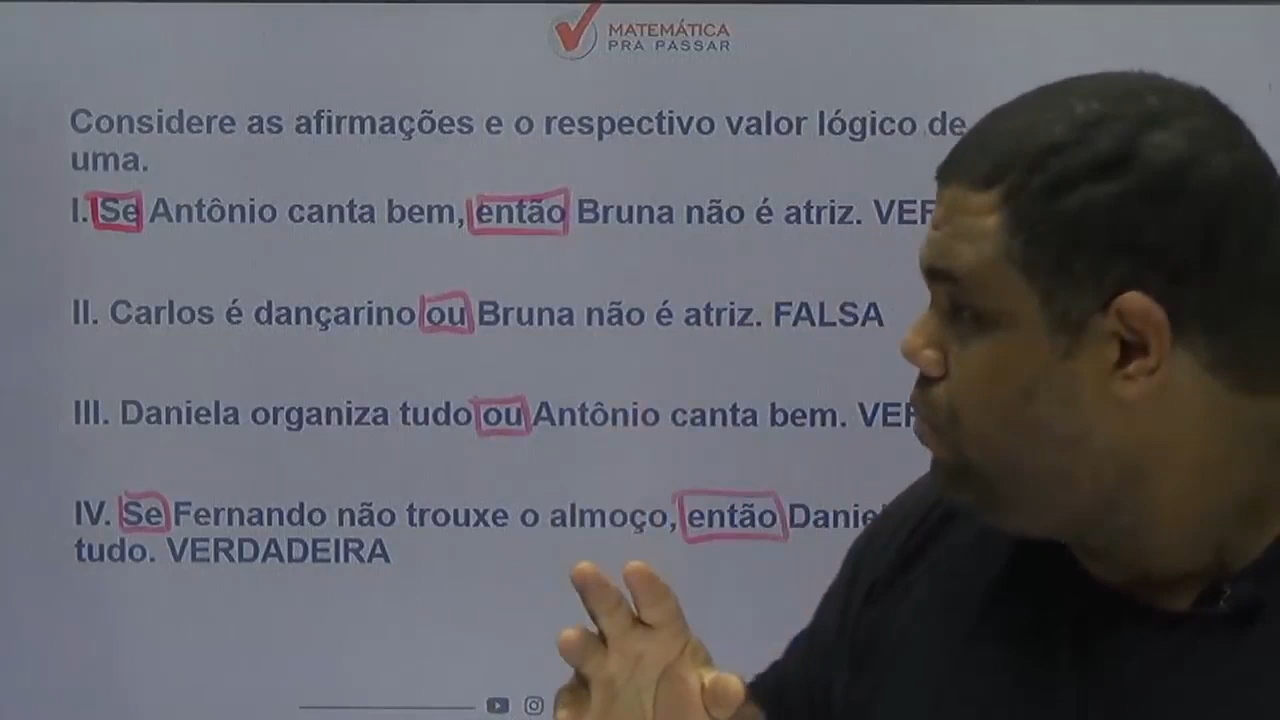 MATEMÁTICA
PRA PASSAR
Considere as afirmações e o respectivo valor lógico de
uma.
I. Se Antônio canta bem, então Bruna não é atriz.
II. Carlos é dançarino ou Bruna não é atriz. FALSA
III. Daniela organiza tudo ou Antônio canta bem.
IV. Se Fernando não trouxe o almoço, então
tudo. VERDADEIRA